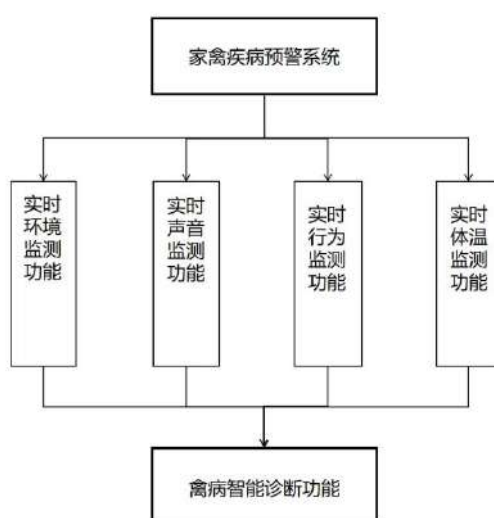 家禽疾病预警系统
实时
环境
监测
功能
实时
声音
监测
功能
实时
行为
监测
功能
实时
体温
监测
功能
禽病智能诊断功能